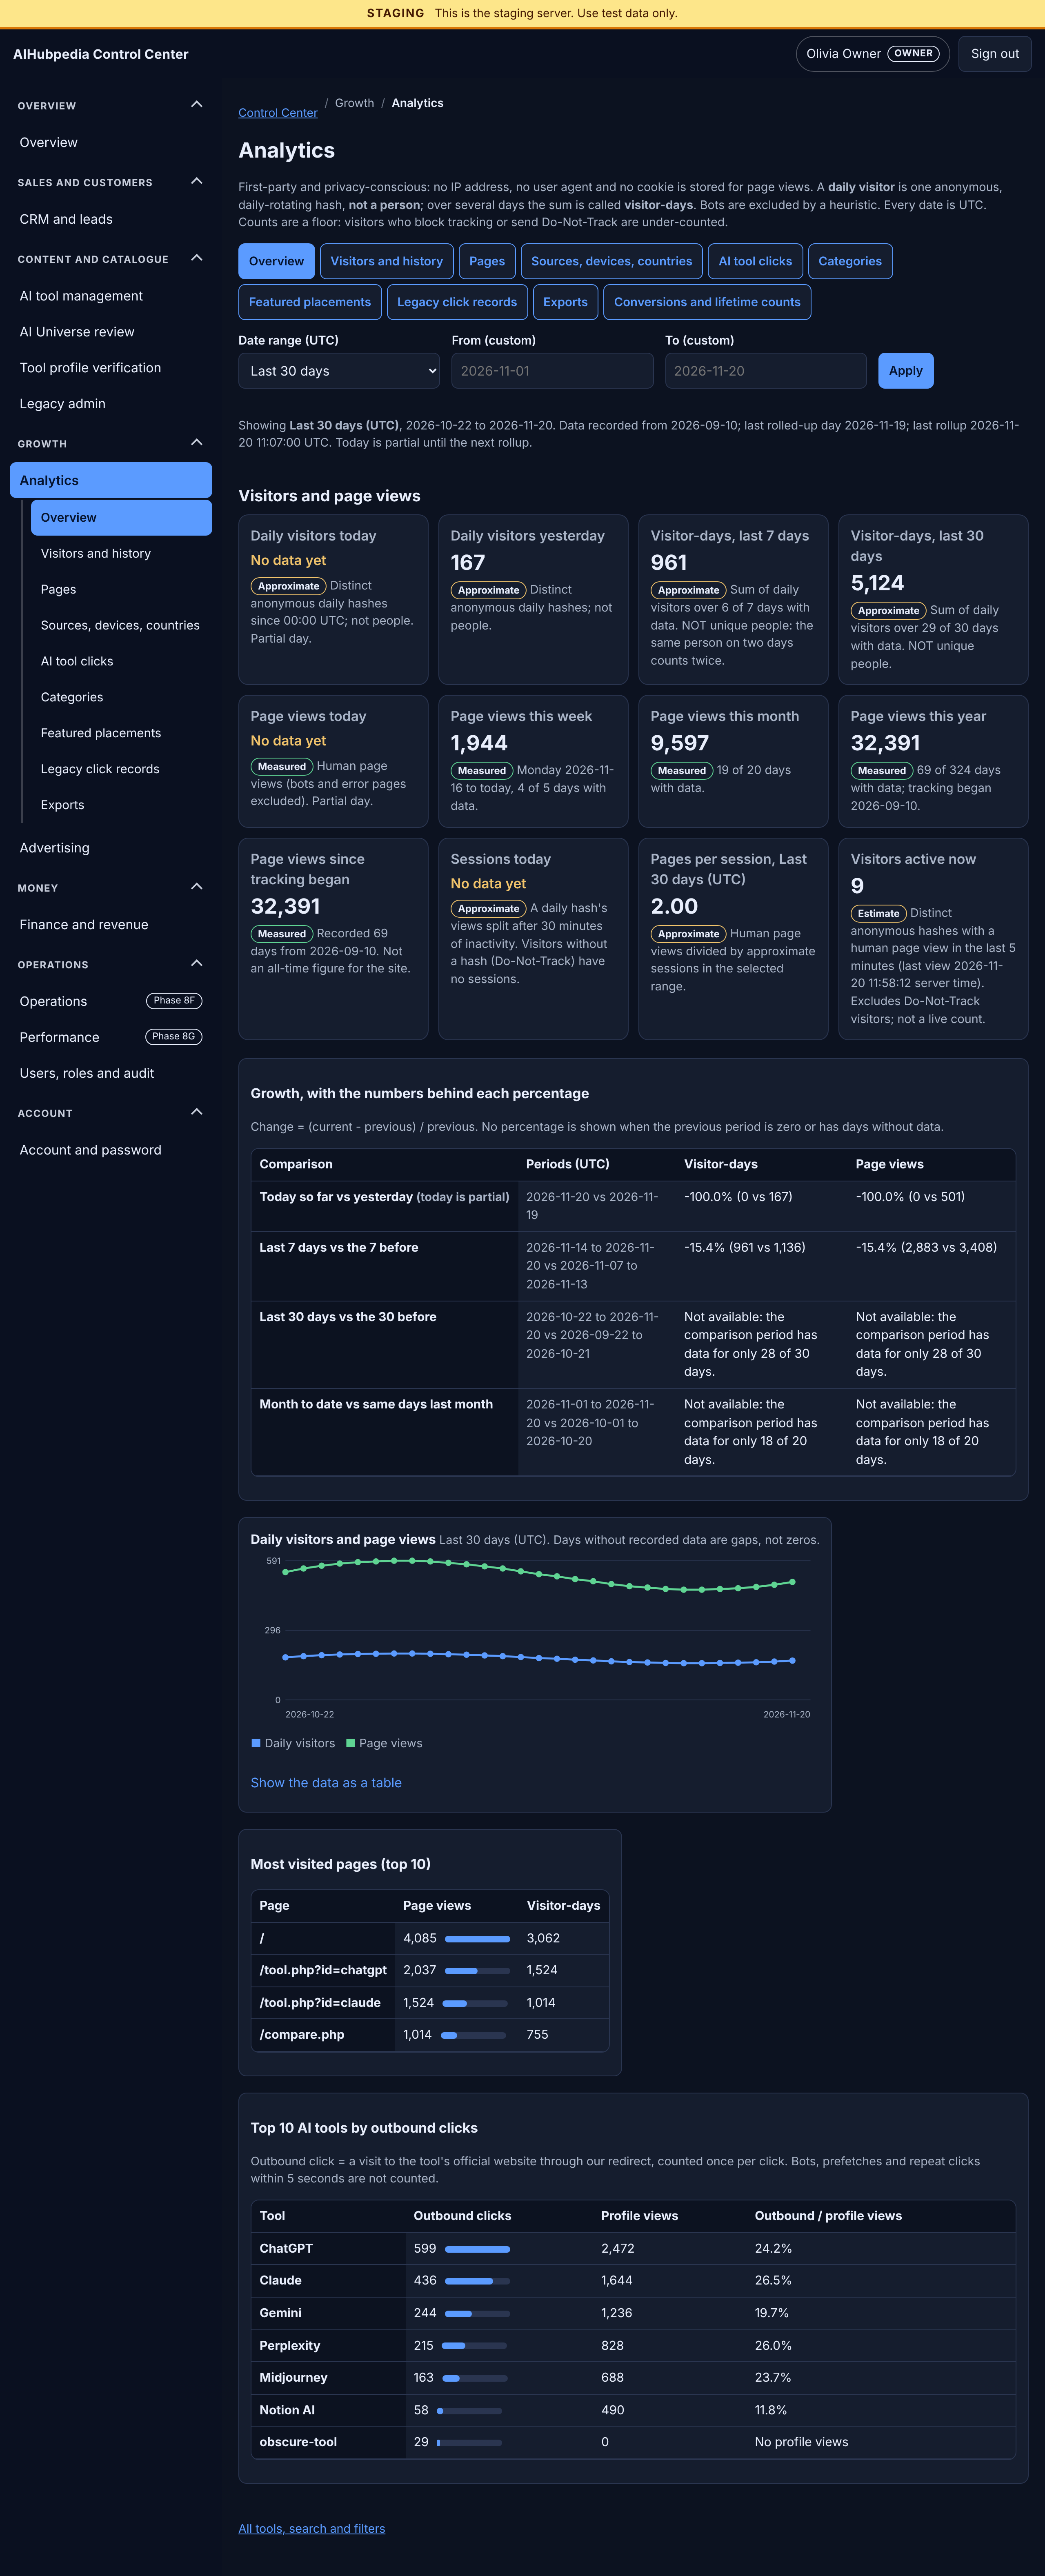 STAGING This is the staging server. Use test data only.
AIHubpedia Control Center
Olivia Owner OWNER
Sign out
OVERVIEW
Overview
SALES AND CUSTOMERS
CRM and leads
CONTENT AND CATALOGUE
AI tool management
AI Universe review
Tool profile verification
Legacy admin
GROWTH
Analytics
Overview
Visitors and history
Pages
Sources, devices, countries
AI tool clicks
Categories
Featured placements
Legacy click records
Exports
Advertising
MONEY
Finance and revenue
OPERATIONS
Operations Phase 8F
Performance Phase 8G
Users, roles and audit
ACCOUNT
Account and password
Control Center / Growth / Analytics
Analytics
First-party and privacy-conscious: no IP address, no user agent and no cookie is stored for page views. A daily visitor is one anonymous,
daily-rotating hash, not a person; over several days the sum is called visitor-days. Bots are excluded by a heuristic. Every date is UTC.
Counts are a floor: visitors who block tracking or send Do-Not-Track are under-counted.
Overview Visitors and history Pages Sources, devices, countries AI tool clicks Categories
Featured placements Legacy click records Exports Conversions and lifetime counts
Date range (UTC) From (custom) To (custom)
Last 30 days 2026-11-01 2026-11-20 Apply
Showing Last 30 days (UTC), 2026-10-22 to 2026-11-20. Data recorded from 2026-09-10; last rolled-up day 2026-11-19; last rollup 2026-11-
20 11:07:00 UTC. Today is partial until the next rollup.
Visitors and page views
Daily visitors today
No data yet
Approximate Distinct
anonymous daily hashes
since 00:00 UTC; not people.
Partial day.
Daily visitors yesterday
167
Approximate Distinct
anonymous daily hashes; not
people.
Visitor-days, last 7 days
961
Approximate Sum of daily
visitors over 6 of 7 days with
data. NOT unique people: the
same person on two days
counts twice.
Visitor-days, last 30
days
5,124
Approximate Sum of daily
visitors over 29 of 30 days
with data. NOT unique
people.
Page views today
No data yet
Measured Human page
views (bots and error pages
excluded). Partial day.
Page views this week
1,944
Measured Monday 2026-11-
16 to today, 4 of 5 days with
data.
Page views this month
9,597
Measured 19 of 20 days
with data.
Page views this year
32,391
Measured 69 of 324 days
with data; tracking began
2026-09-10.
Page views since
tracking began
32,391
Measured Recorded 69
days from 2026-09-10. Not
an all-time figure for the site.
Sessions today
No data yet
Approximate A daily hash's
views split after 30 minutes
of inactivity. Visitors without
a hash (Do-Not-Track) have
no sessions.
Pages per session, Last
30 days (UTC)
2.00
Approximate Human page
views divided by approximate
sessions in the selected
range.
Visitors active now
9
Estimate Distinct
anonymous hashes with a
human page view in the last 5
minutes (last view 2026-11-
20 11:58:12 server time).
Excludes Do-Not-Track
visitors; not a live count.
Growth, with the numbers behind each percentage
Change = (current - previous) / previous. No percentage is shown when the previous period is zero or has days without data.
Comparison Periods (UTC) Visitor-days Page views
Today so far vs yesterday (today is partial) 2026-11-20 vs 2026-11- -100.0% (0 vs 167) -100.0% (0 vs 501)
19
Last 7 days vs the 7 before 2026-11-14 to 2026-11- -15.4% (961 vs 1,136) -15.4% (2,883 vs 3,408)
20 vs 2026-11-07 to
2026-11-13
Last 30 days vs the 30 before 2026-10-22 to 2026-11- Not available: the Not available: the
20 vs 2026-09-22 to comparison period has comparison period has
2026-10-21 data for only 28 of 30 data for only 28 of 30
days. days.
Month to date vs same days last month 2026-11-01 to 2026-11- Not available: the Not available: the
20 vs 2026-10-01 to comparison period has comparison period has
2026-10-20 data for only 18 of 20 data for only 18 of 20
days. days.
Daily visitors and page views Last 30 days (UTC). Days without recorded data are gaps, not zeros.
591
296
0
2026-10-22 2026-11-20
Daily visitors Page views
Show the data as a table
Most visited pages (top 10)
Page Page views Visitor-days
/ 4,085 3,062
/tool.php?id=chatgpt 2,037 1,524
/tool.php?id=claude 1,524 1,014
/compare.php 1,014 755
Top 10 AI tools by outbound clicks
Outbound click = a visit to the tool's official website through our redirect, counted once per click. Bots, prefetches and repeat clicks
within 5 seconds are not counted.
Tool Outbound clicks Profile views Outbound / profile views
ChatGPT 599 2,472 24.2%
Claude 436 1,644 26.5%
Gemini 244 1,236 19.7%
Perplexity 215 828 26.0%
Midjourney 163 688 23.7%
Notion AI 58 490 11.8%
obscure-tool 29 0 No profile views
All tools, search and filters